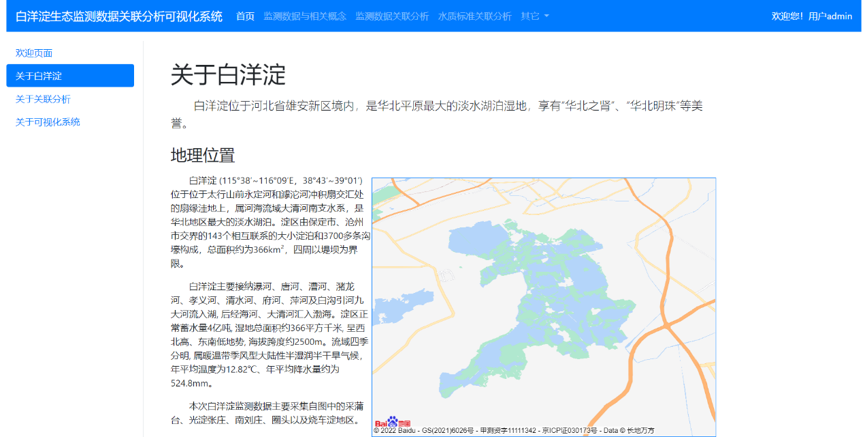 白洋淀生态监测数据关联分析可视化系统 首页 监测数据与相关概念 监测数据关联分析 水质标准关联分析 其它 欢迎您！用户admin
欢迎页面
关于白洋淀
关于关联分析
关于可视化系统
关于白洋淀
白洋淀位于河北省雄安新区境内，是华北平原最大的淡水湖泊湿地，享有“华北之肾”、“华北明珠”等美
誉。
地理位置
白洋淀 (115°38′~116°09′E，38°43′~39°01′)
位于位于太行山前永定河和滹沱河冲积扇交汇处
的扇缘洼地上，属河海流域大清河南支水系，是
华北地区最大的淡水湖泊。淀区由保定市、沧州
市交界的143个相互联系的大小淀泊和3700多条沟
壕构成，总面积约为366km²，四周以堤坝为界
限。
白洋淀主要接纳瀑河、唐河、漕河、潴龙
河、孝义河、清水河、府河、萍河及白沟引河九
大河流入湖, 后经海河、大清河汇入渤海。淀区正
常蓄水量4亿吨, 湿地总面积约366平方千米, 呈西
北高、东南低地势, 海拔跨度约2500m。流域四季
分明, 属暖温带季风型大陆性半湿润半干旱气候，
年平均温度为12.82℃、年平均降水量约为
524.8mm。
本次白洋淀监测数据主要采集自图中的采蒲
台、光淀张庄、南刘庄、圈头以及烧车淀地区。
Bai 百度
© 2022 Baidu - GS(2021)6026号 - 甲测资字11111342 - 京ICP证030173号 - Data © 长地万方